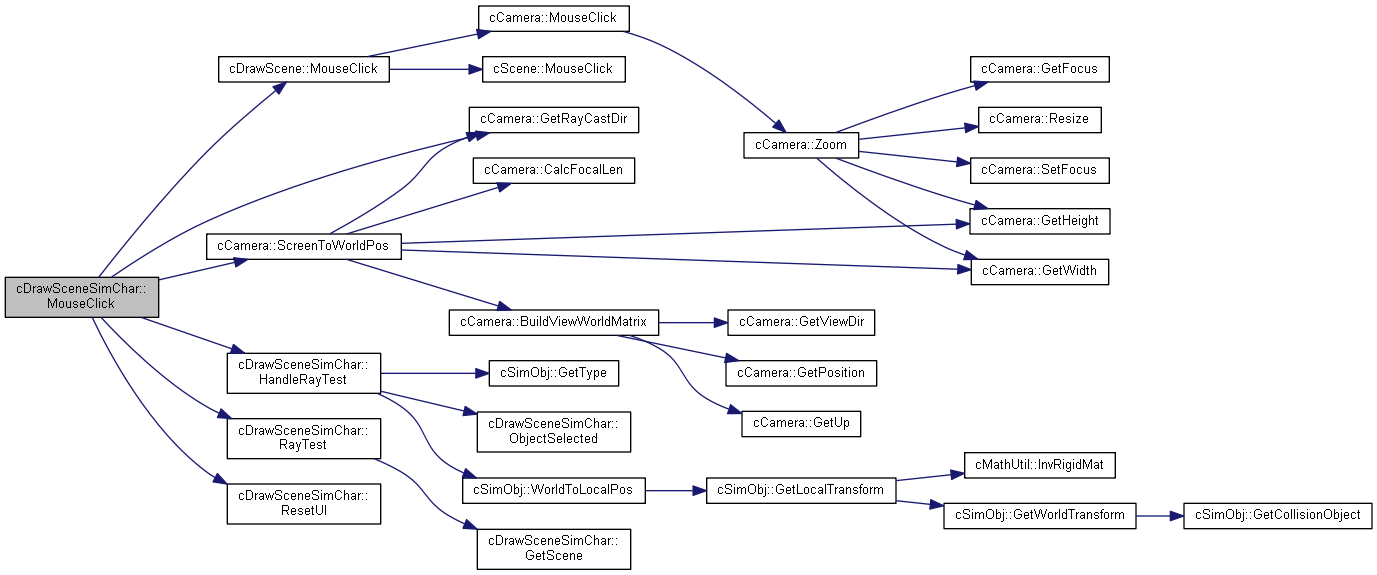 cCamera::MouseClick
cDrawScene::MouseClick
cScene::MouseClick
cCamera::GetFocus
cCamera::GetRayCastDir
cCamera::Resize
cCamera::Zoom
cCamera::CalcFocalLen
cCamera::SetFocus
cCamera::GetHeight
cCamera::ScreenToWorldPos
cCamera::GetWidth
cDrawSceneSimChar::
MouseClick
cCamera::BuildViewWorldMatrix
cCamera::GetViewDir
cDrawSceneSimChar::
HandleRayTest
cSimObj::GetType
cCamera::GetPosition
cCamera::GetUp
cDrawSceneSimChar::
ObjectSelected
cDrawSceneSimChar::
RayTest
cMathUtil::InvRigidMat
cSimObj::WorldToLocalPos
cSimObj::GetLocalTransform
cDrawSceneSimChar::
ResetUI
cSimObj::GetWorldTransform
cSimObj::GetCollisionObject
cDrawSceneSimChar::
GetScene